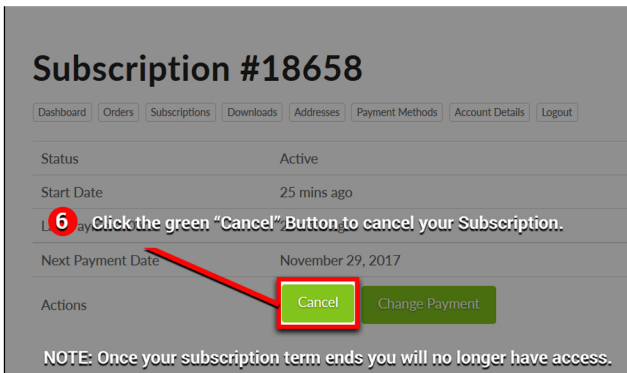 Subscription #18658
Dashboard Orders Subscriptions Downloads Addresses Payment Methods Account Details Logout
Status Active
Start Date 25 mins ago
6 Click the green “Cancel” Button to cancel your Subscription.
Next Payment Date November 29, 2017
Actions Cancel Change Payment
NOTE: Once your subscription term ends you will no longer have access.